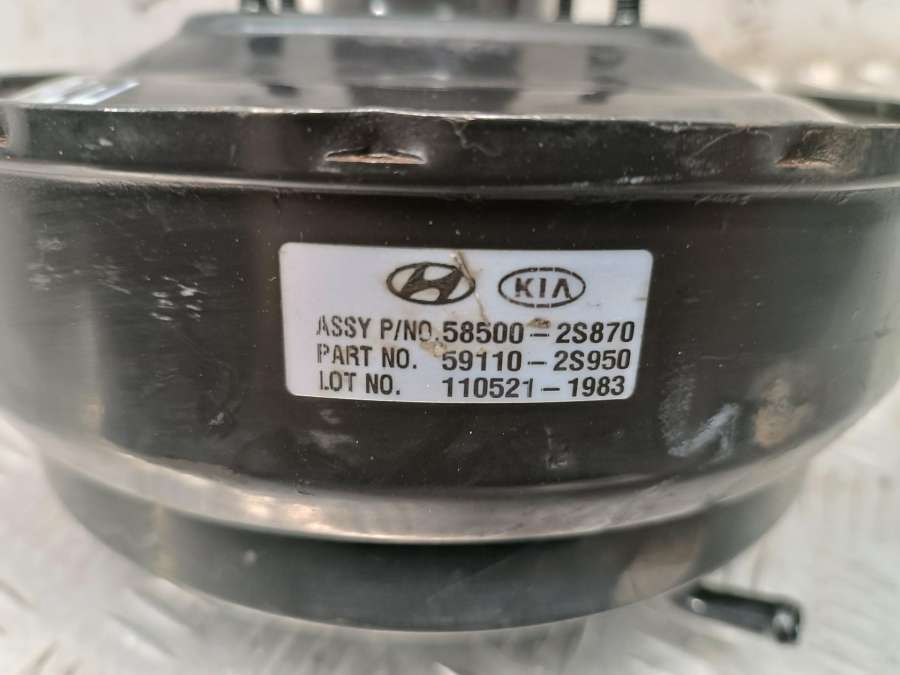 KIA
ASSY P/NO. 58500-2S870
PART NO. 59110-2S950
LOT NO. 110521-1983